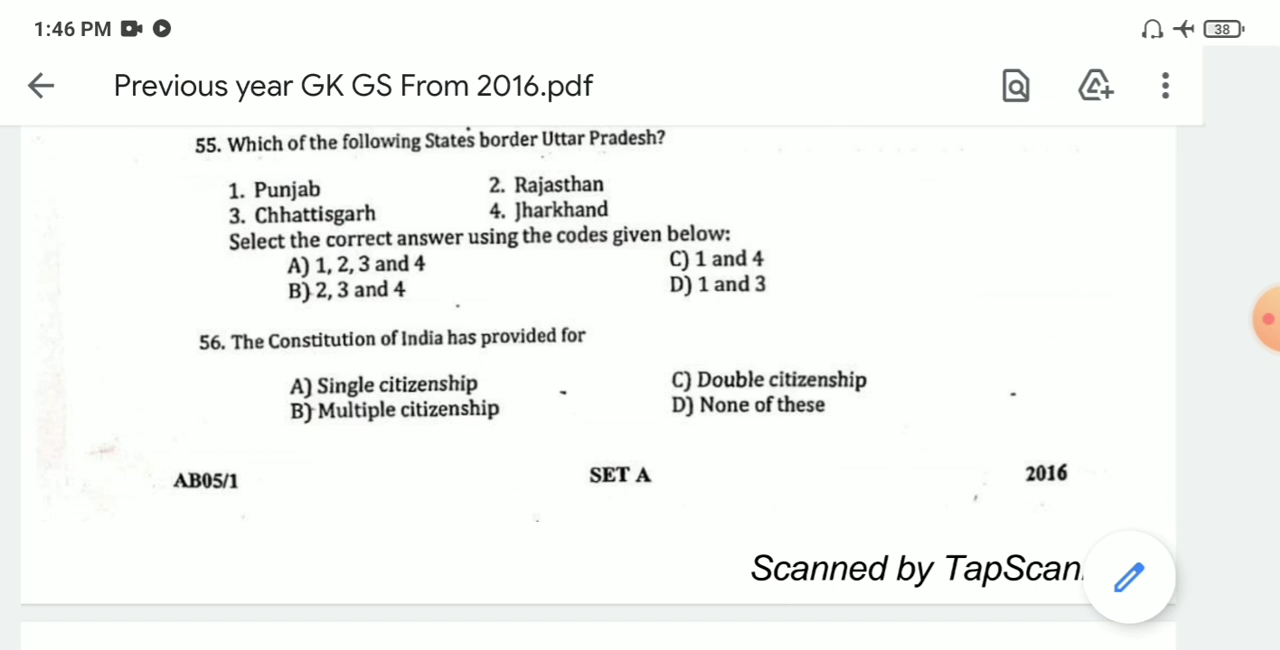 1:46 PM
38
Previous year GK GS From 2016.pdf
55. Which of the following States border Uttar Pradesh?
1. Punjab 2. Rajasthan
3. Chhattisgarh 4. Jharkhand
Select the correct answer using the codes given below:
A) 1, 2, 3 and 4 C) 1 and 4
B) 2, 3 and 4 D) 1 and 3
56. The Constitution of India has provided for
A) Single citizenship C) Double citizenship
B) Multiple citizenship D) None of these
AB05/1 SET A 2016
Scanned by TapScan